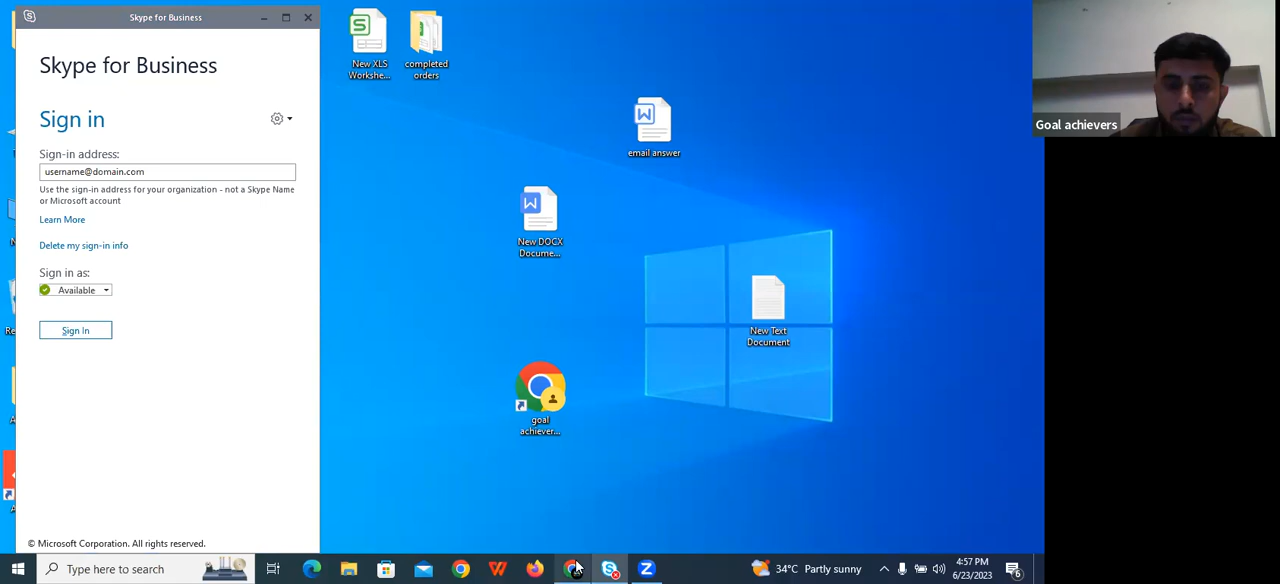 Skype for Business
Skype for Business
Sign in
Sign-in address:
username@domain.com
Use the sign-in address for your organization - not a Skype Name
or Microsoft account
Learn More
Delete my sign-in info
Sign in as:
Available
Sign In
© Microsoft Corporation. All rights reserved.
New XLS
Workshe...
completed
orders
email answer
New DOCX
Docume...
New Text
Document
goal
achiever...
Goal achievers
Type here to search
34°C Partly sunny
4:57 PM
6/23/2023
6